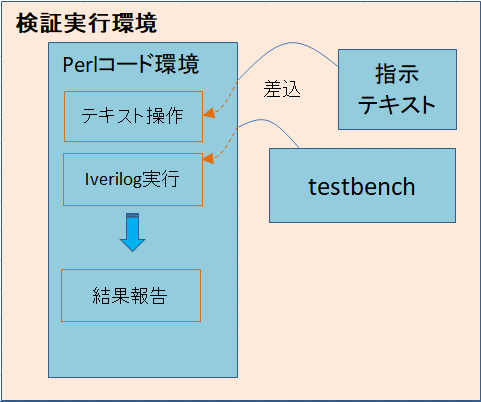 検証実行環境
Perlコード環境
テキスト操作
Iverilog実行
結果報告
差込
指示
テキスト
testbench